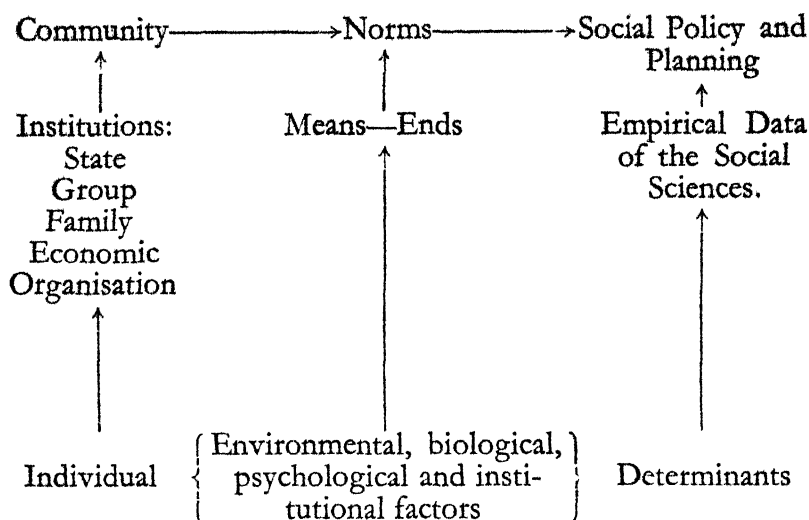 Community
Norms
Social Policy and
Planning
Institutions:
State
Group
Family
Economic
Organisation
Means—Ends
Empirical Data
of the Social
Sciences.
Individual
Environmental, biological,
psychological and insti-
tutional factors
Determinants